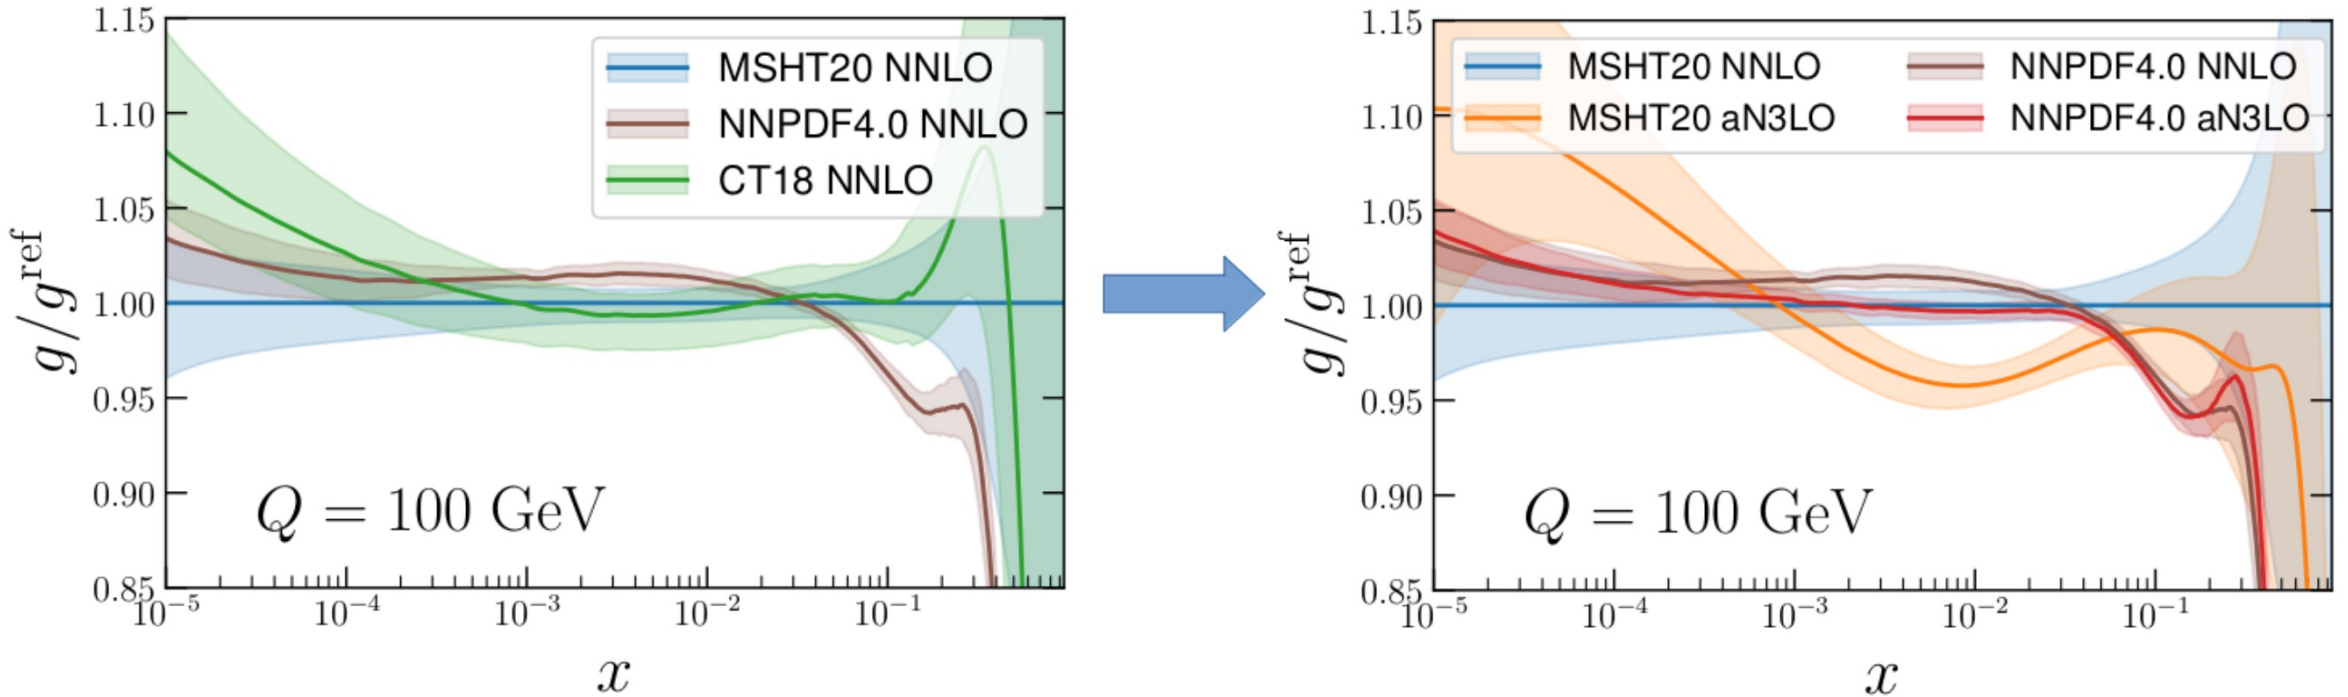 1.15
1.10
1.05
1.00
0.95
0.90
0.85
g/g^ref
MSHT20 NNLO
NNPDF4.0 NNLO
CT18 NNLO
Q = 100 GeV
10^−5 10^−4 10^−3 10^−2 10^−1
x
1.15
1.10
1.05
1.00
0.95
0.90
0.85
g/g^ref
MSHT20 NNLO NNPDF4.0 NNLO
MSHT20 aN3LO NNPDF4.0 aN3LO
Q = 100 GeV
10^−5 10^−4 10^−3 10^−2 10^−1
x